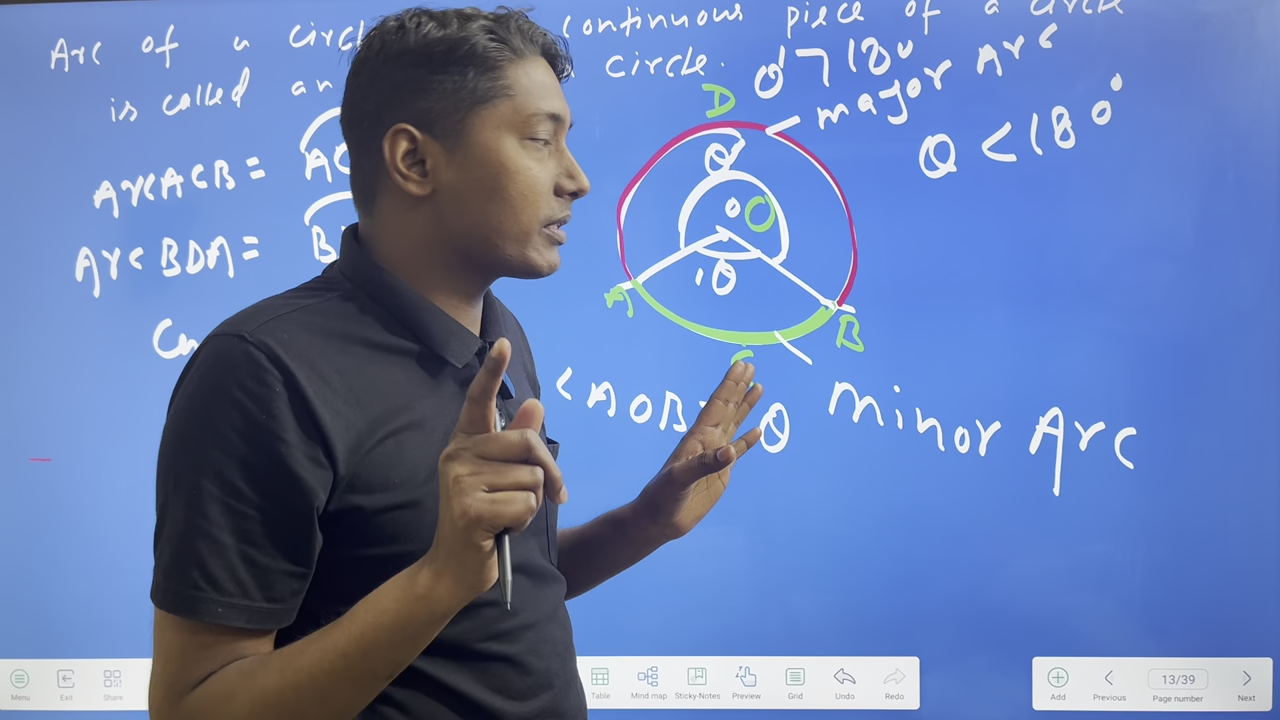 Arc of a circ continuous piece of a circle
is called an circle.
θ' > 180
major Arc
θ < 180°
Arc ACB = AC
Arc BDA = B
D
θ'
O
θ
A
B
C
< AOB = θ
minor Arc
Menu Exit Share Table Mind map Sticky-Notes Preview Grid Undo Redo Add Previous 13/39 Page number Next